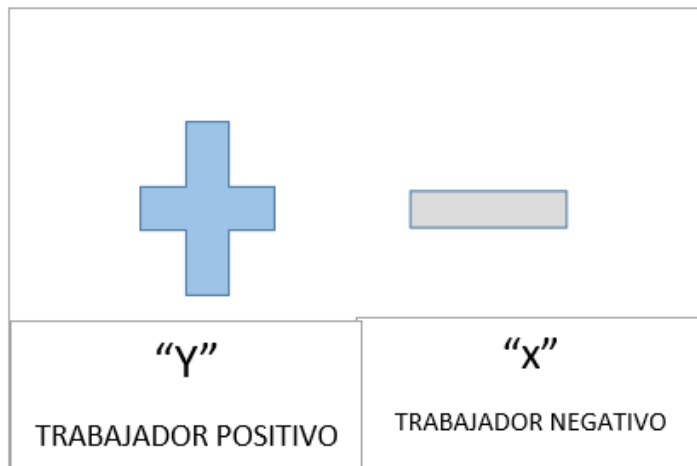 “Y”
TRABAJADOR POSITIVO
“x”
TRABAJADOR NEGATIVO